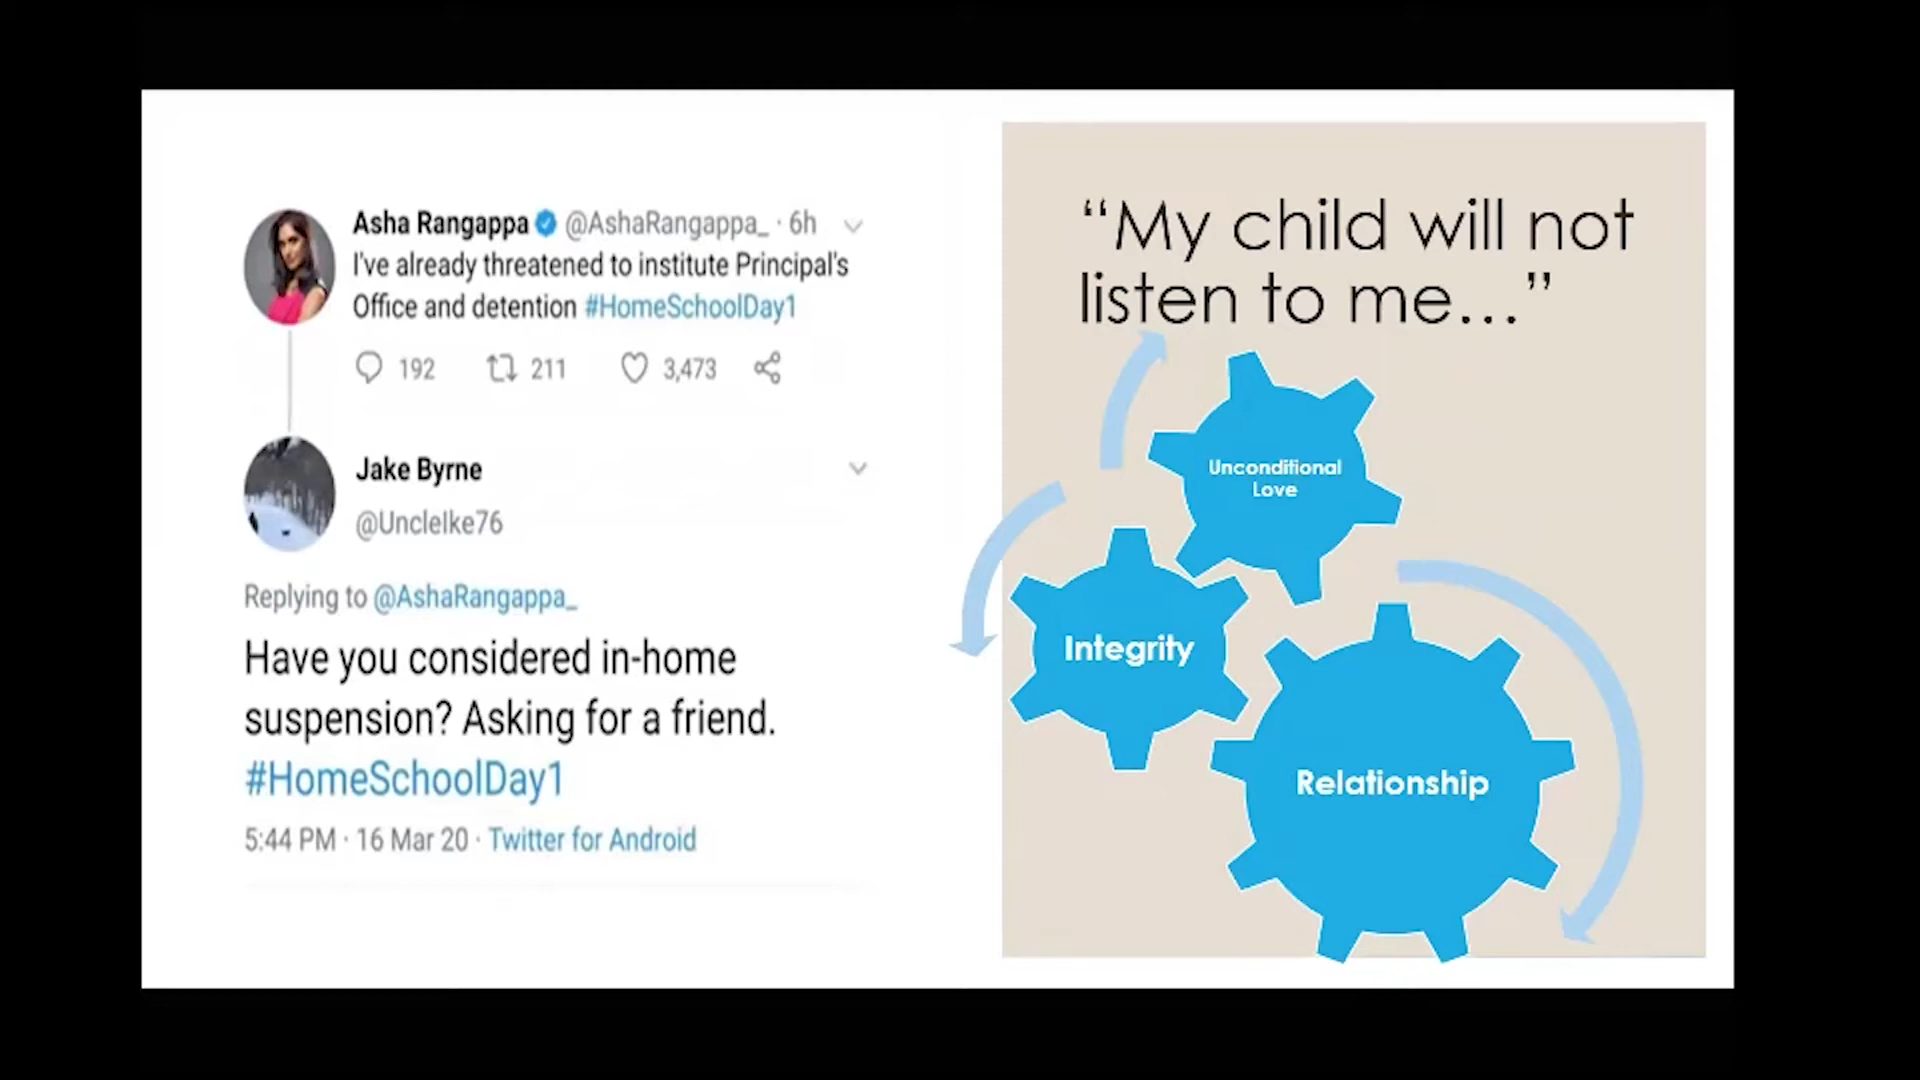 Asha Rangappa @AshaRangappa_ · 6h
I've already threatened to institute Principal's
Office and detention #HomeSchoolDay1
192 211 3,473
Jake Byrne
@UncleIke76
Replying to @AshaRangappa_
Have you considered in-home
suspension? Asking for a friend.
#HomeSchoolDay1
5:44 PM · 16 Mar 20 · Twitter for Android
“My child will not
listen to me…”
Unconditional
Love
Integrity
Relationship